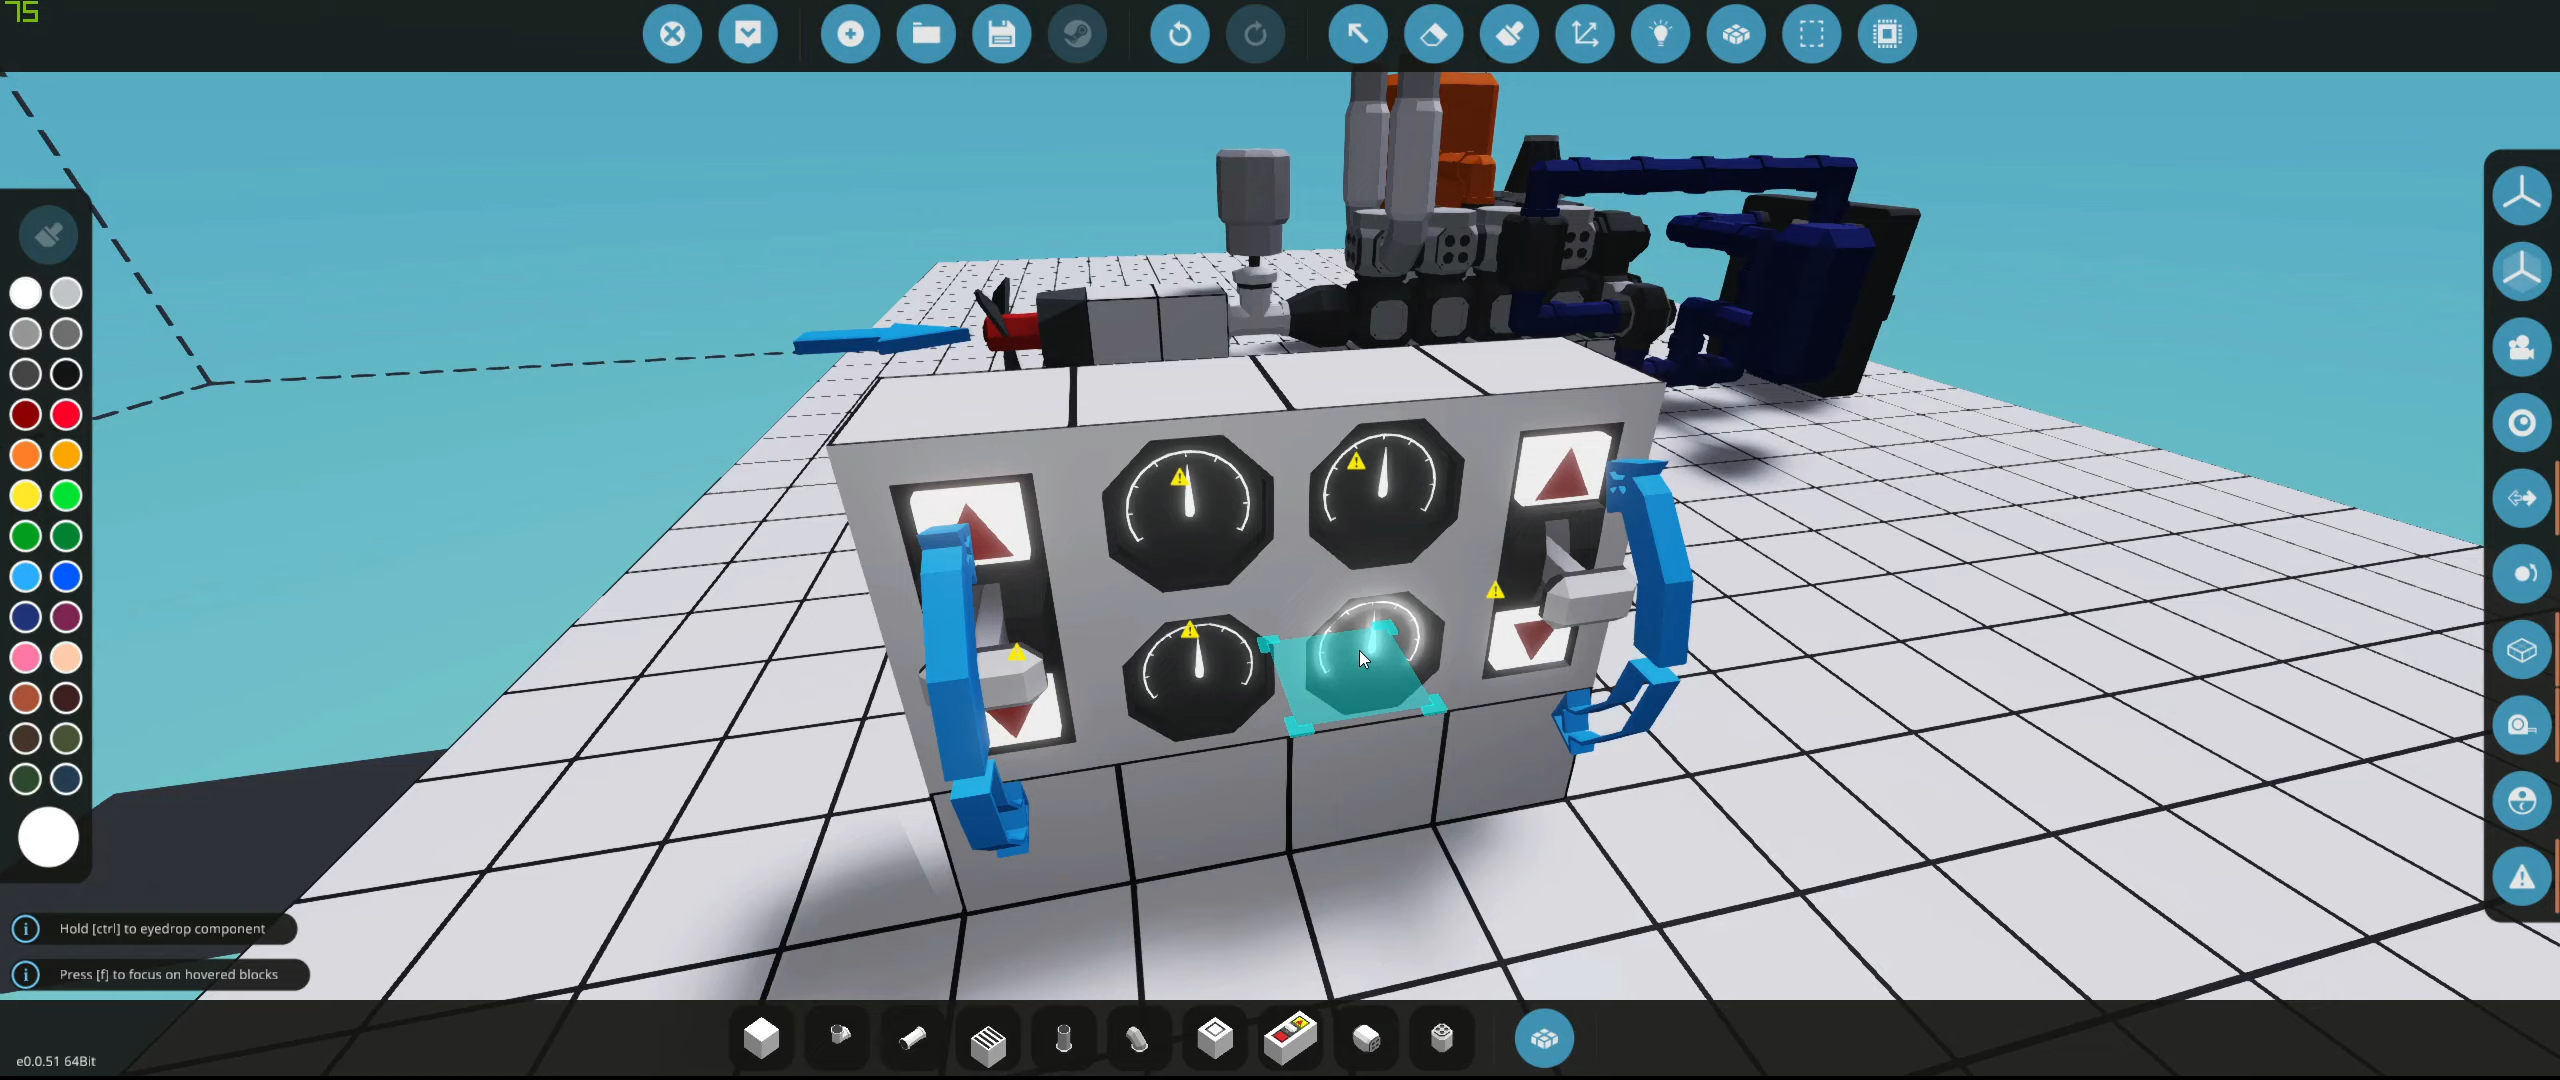 75
Hold [ctrl] to eyedrop component
Press [f] to focus on hovered blocks
e0.0.51 64Bit